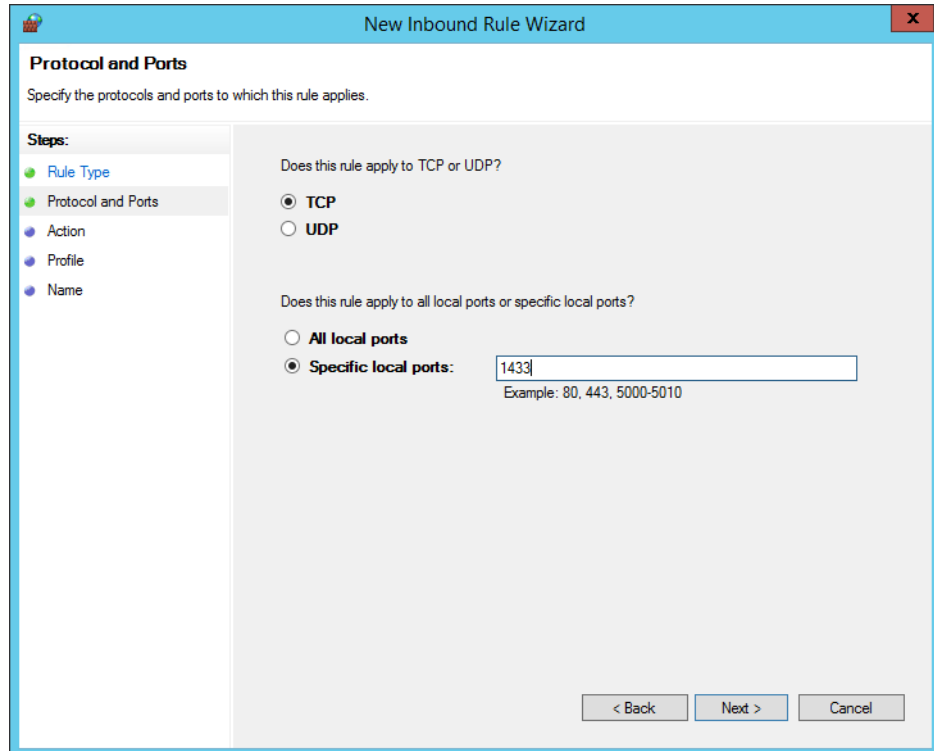 New Inbound Rule Wizard
x
Protocol and Ports
Specify the protocols and ports to which this rule applies.
Steps:
Rule Type
Protocol and Ports
Action
Profile
Name
Does this rule apply to TCP or UDP?
TCP
UDP
Does this rule apply to all local ports or specific local ports?
All local ports
Specific local ports: 1433
Example: 80, 443, 5000-5010
< Back Next > Cancel